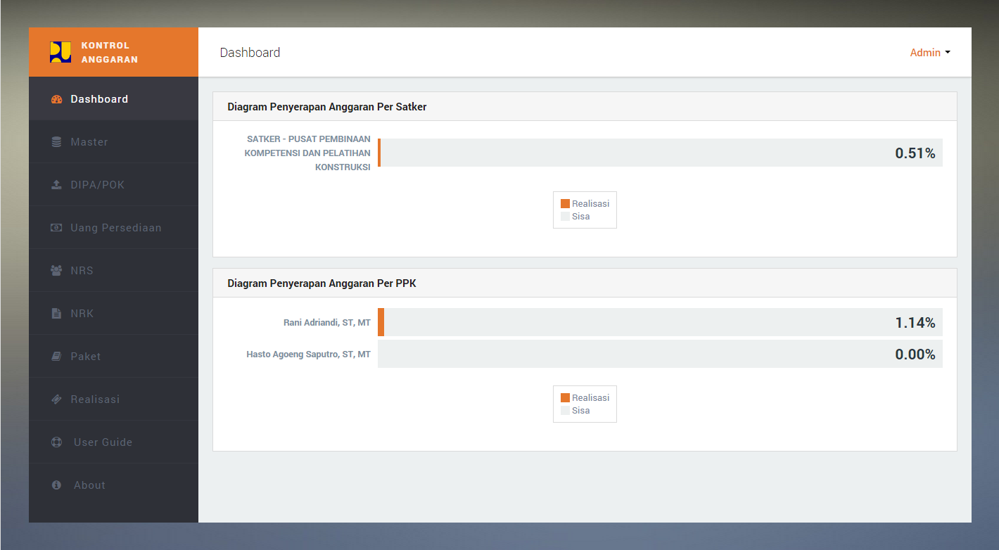 KONTROL
ANGGARAN
Dashboard
Admin
Dashboard
Master
DIPA/POK
Uang Persediaan
NRS
NRK
Paket
Realisasi
User Guide
About
Diagram Penyerapan Anggaran Per Satker
SATKER - PUSAT PEMBINAAN
KOMPETENSI DAN PELATIHAN
KONSTRUKSI
0.51%
Realisasi
Sisa
Diagram Penyerapan Anggaran Per PPK
Rani Adriandi, ST, MT
1.14%
Hasto Agoeng Saputro, ST, MT
0.00%
Realisasi
Sisa